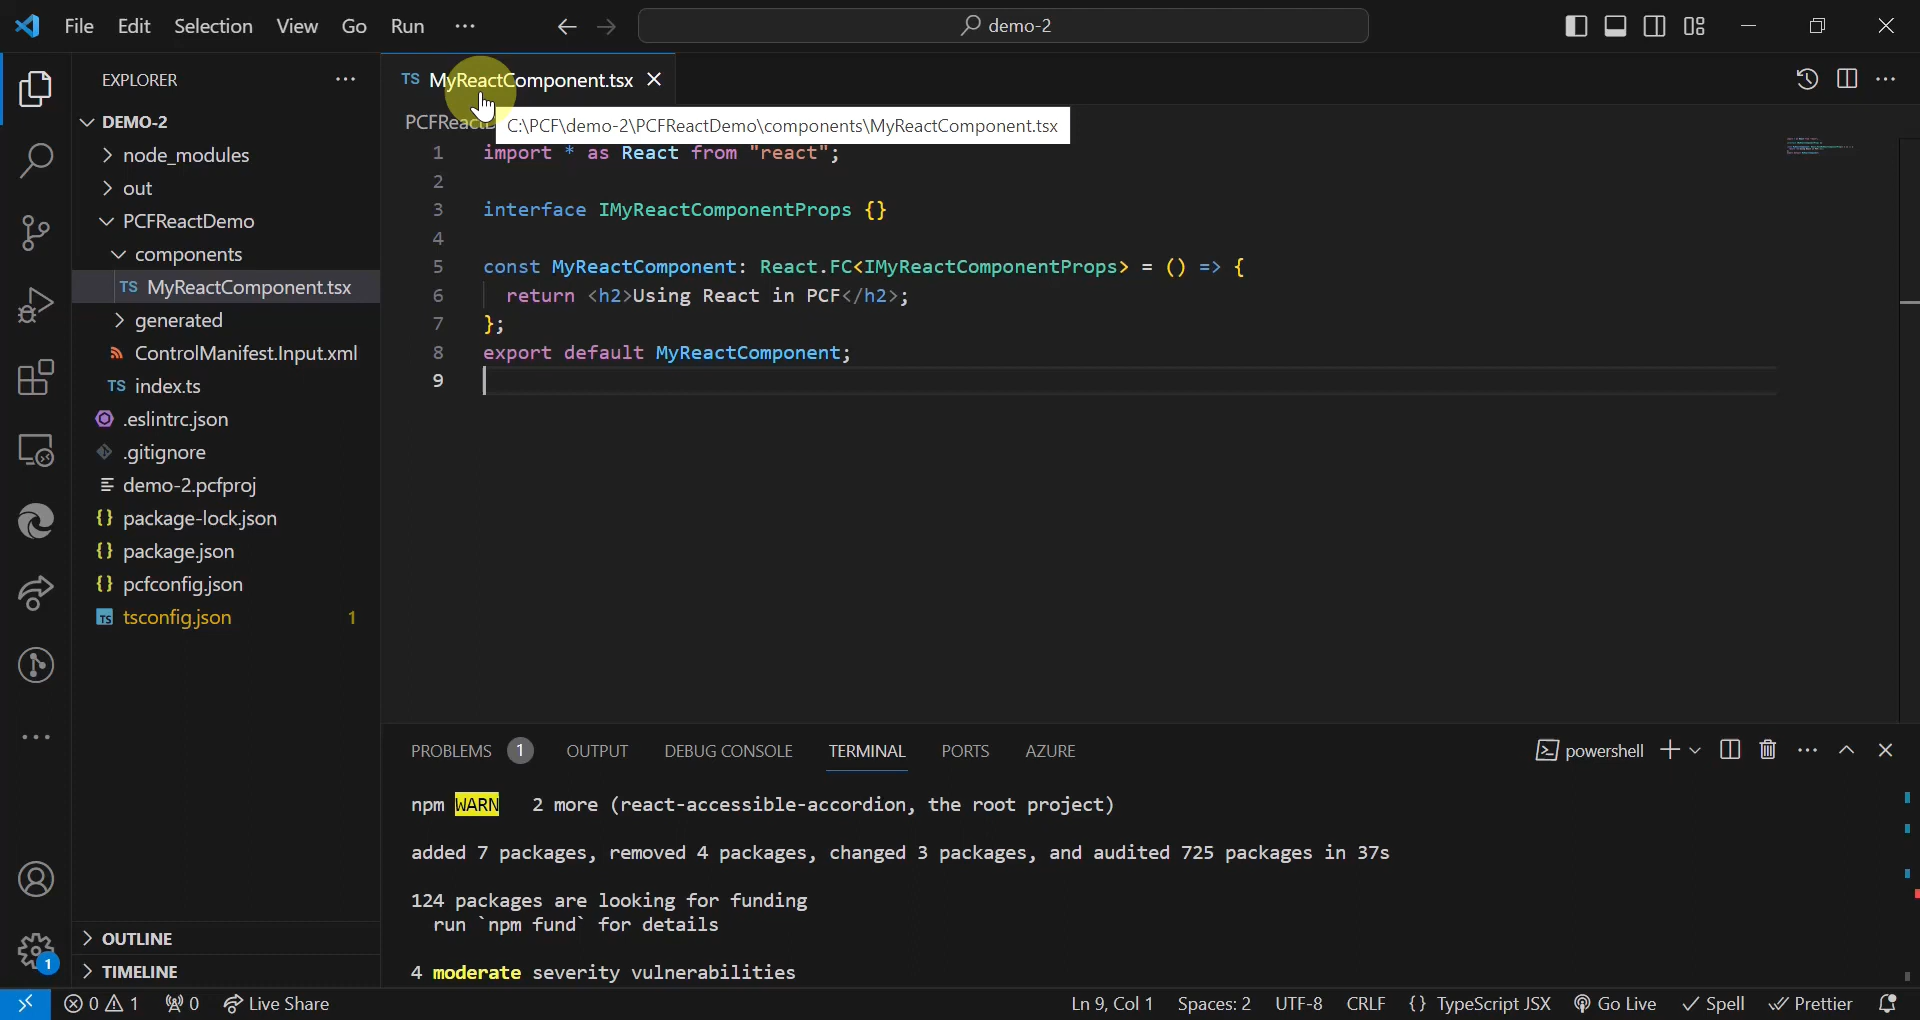 File Edit Selection View Go Run ···
demo-2
EXPLORER
DEMO-2
node_modules
out
PCFReactDemo
components
TS MyReactComponent.tsx
generated
ControlManifest.Input.xml
TS index.ts
.eslintrc.json
.gitignore
demo-2.pcfproj
{} package-lock.json
{} package.json
{} pcfconfig.json
TS tsconfig.json 1
OUTLINE
TIMELINE
TS MyReactComponent.tsx
PCFReact
C:\PCF\demo-2\PCFReactDemo\components\MyReactComponent.tsx
1 import * as React from "react";
2
3 interface IMyReactComponentProps {}
4
5 const MyReactComponent: React.FC<IMyReactComponentProps> = () => {
6 return <h2>Using React in PCF</h2>;
7 };
8 export default MyReactComponent;
9
PROBLEMS 1 OUTPUT DEBUG CONSOLE TERMINAL PORTS AZURE
powershell
npm WARN 2 more (react-accessible-accordion, the root project)
added 7 packages, removed 4 packages, changed 3 packages, and audited 725 packages in 37s
124 packages are looking for funding
run `npm fund` for details
4 moderate severity vulnerabilities
1
0 1 0 Live Share
Ln 9, Col 1 Spaces: 2 UTF-8 CRLF {} TypeScript JSX Go Live Spell Prettier